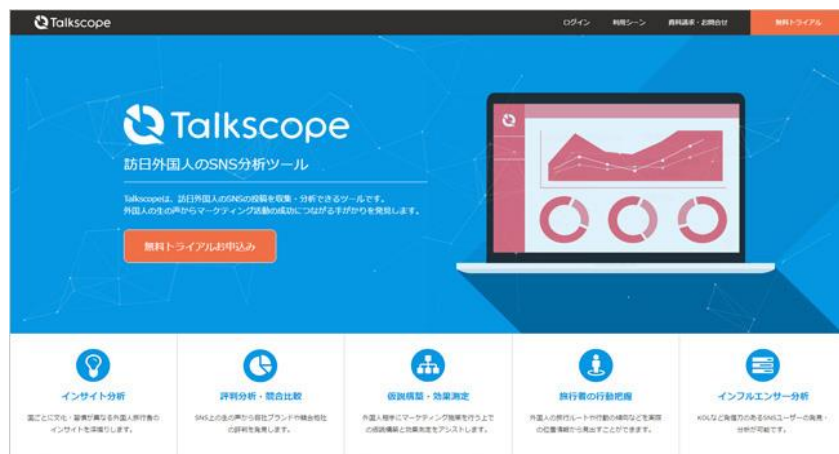 Talkscope
ログイン
利用シーン
資料請求・お問合せ
無料トライアル
Talkscope
訪日外国人のSNS分析ツール
Talkscopeは、訪日外国人のSNSの投稿を収集・分析できるツールです。
外国人の生の声からマーケティング活動の成功につながる手がかりを発見します。
無料トライアルお申込み
インサイト分析
国ごとに文化・習慣が異なる外国人旅行者の
インサイトを深掘りします。
評判分析・競合比較
SNS上の生の声から自社ブランドや競合他社
の評判を発見します。
仮説構築・効果測定
外国人相手にマーケティング施策を行う上で
の仮説構築と効果測定をアシストします。
旅行者の行動把握
外国人の旅行ルートや行動の傾向などを実際
の位置情報から見出すことができます。
インフルエンサー分析
KOLなど発信力のあるSNSユーザーの発見・
分析が可能です。